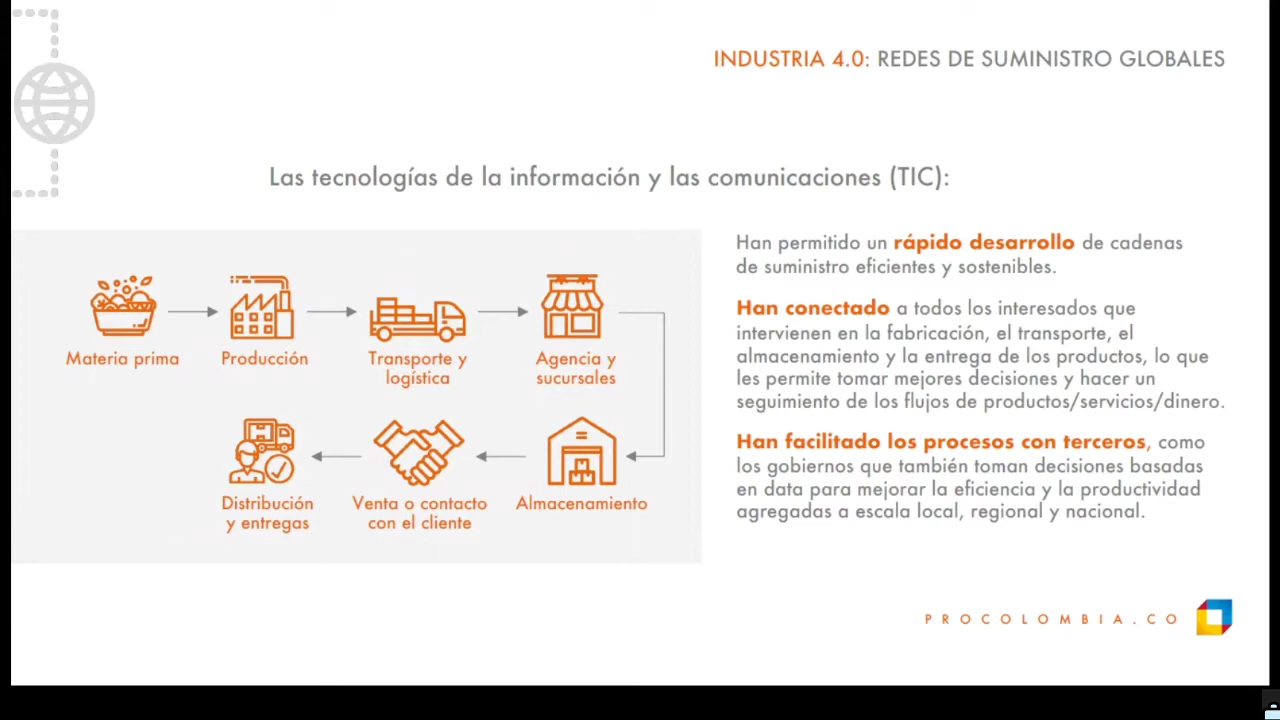 INDUSTRIA 4.0: REDES DE SUMINISTRO GLOBALES
Las tecnologías de la información y las comunicaciones (TIC):
Materia prima
Producción
Transporte y
logística
Agencia y
sucursales
Almacenamiento
Venta o contacto
con el cliente
Distribución
y entregas
Han permitido un rápido desarrollo de cadenas
de suministro eficientes y sostenibles.
Han conectado a todos los interesados que
intervienen en la fabricación, el transporte, el
almacenamiento y la entrega de los productos, lo que
les permite tomar mejores decisiones y hacer un
seguimiento de los flujos de productos/servicios/dinero.
Han facilitado los procesos con terceros, como
los gobiernos que también toman decisiones basadas
en data para mejorar la eficiencia y la productividad
agregadas a escala local, regional y nacional.
PROCOLOMBIA.CO